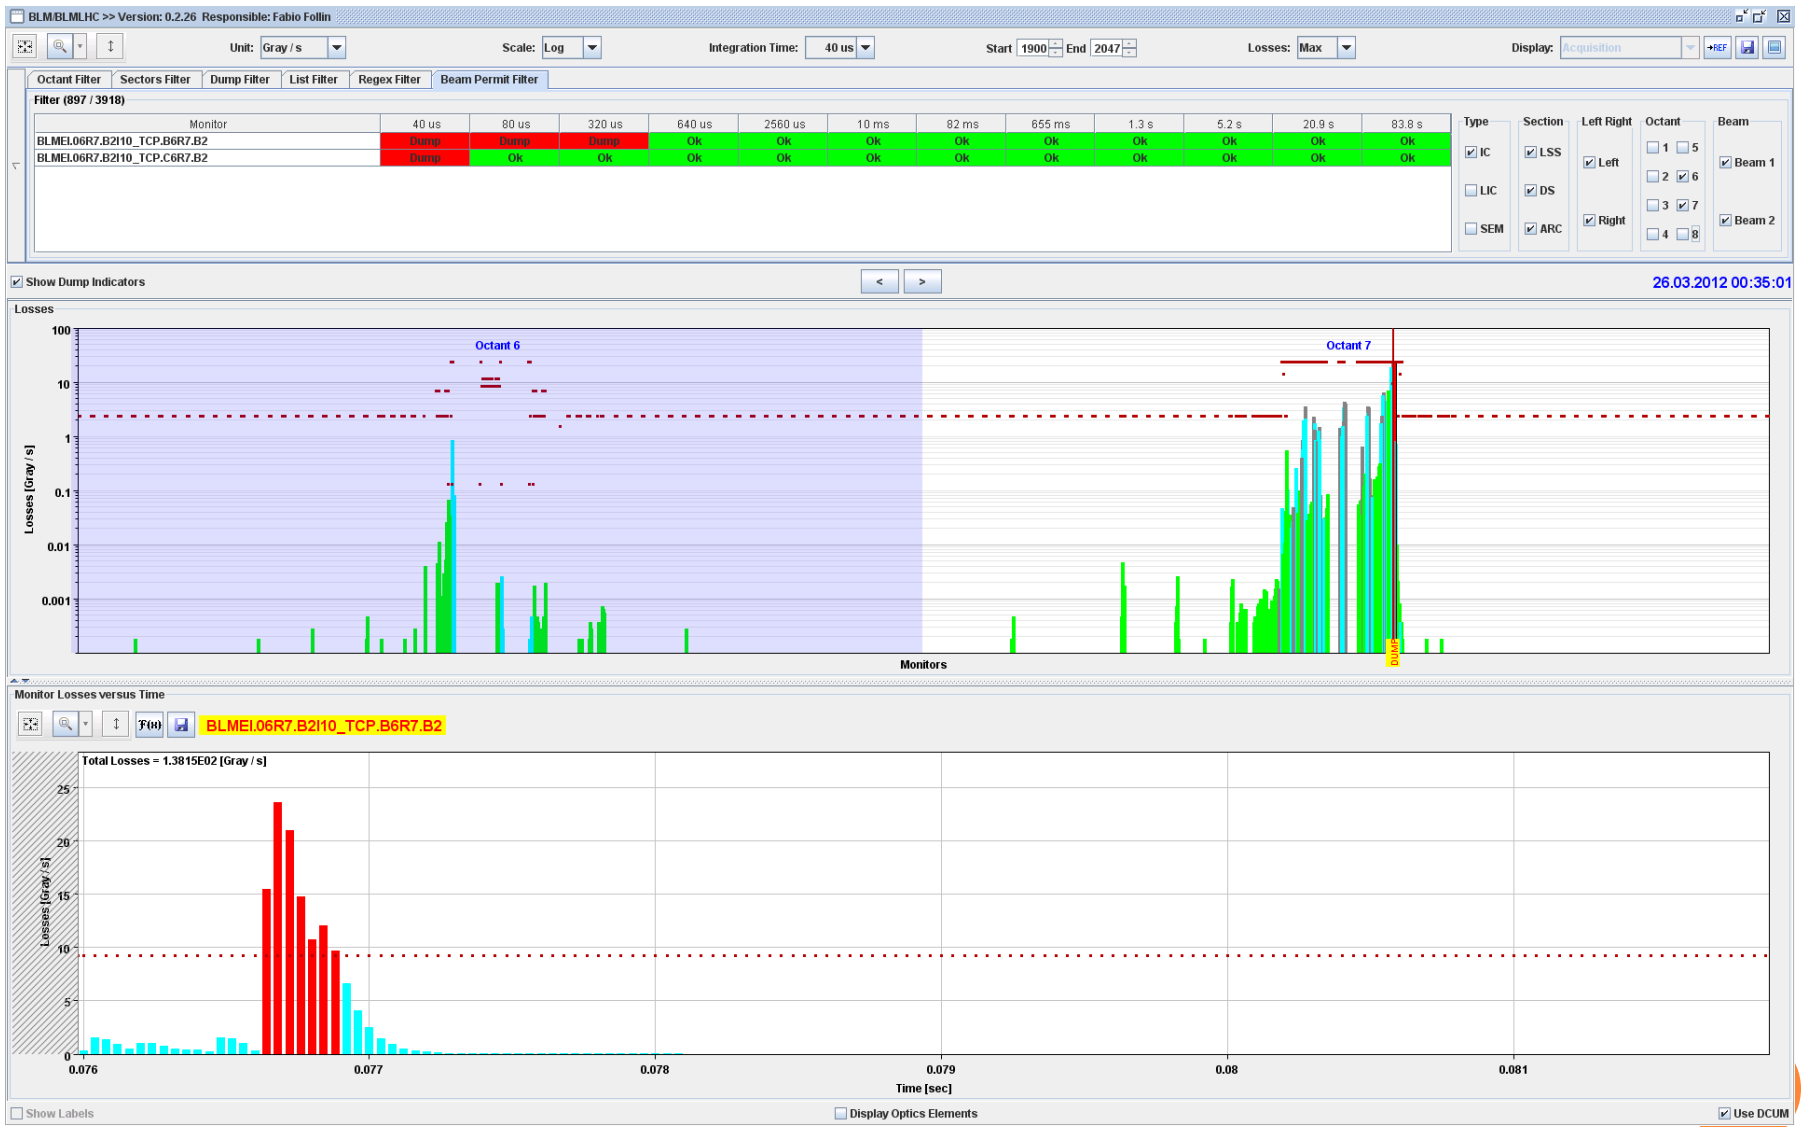 BLM/BLMLHC >> Version: 0.2.26 Responsible: Fabio Follin
Unit: Gray / s Scale: Log Integration Time: 40 us Start 1900 End 2047 Losses: Max Display: Acquisition →REF
Octant Filter Sectors Filter Dump Filter List Filter Regex Filter Beam Permit Filter
Filter (897 / 3918)
Monitor 40 us 80 us 320 us 640 us 2560 us 10 ms 82 ms 655 ms 1.3 s 5.2 s 20.9 s 83.8 s
BLMEI.06R7.B2I10_TCP.B6R7.B2 Dump Dump Dump Ok Ok Ok Ok Ok Ok Ok Ok Ok
BLMEI.06R7.B2I10_TCP.C6R7.B2 Dump Ok Ok Ok Ok Ok Ok Ok Ok Ok Ok Ok
Type Section Left Right Octant Beam
IC LSS Left 1 5 Beam 1
2 6
LIC DS
3 7
SEM ARC Right 4 8 Beam 2
Show Dump Indicators < > 26.03.2012 00:35:01
Losses
100
10
1
0.1
0.01
0.001
Losses [Gray / s]
Octant 6 Octant 7
DUMP
Monitors
Monitor Losses versus Time
F(x) BLMEI.06R7.B2I10_TCP.B6R7.B2
Total Losses = 1.3815E02 [Gray / s]
25
20
15
10
5
0
Losses [Gray / s]
0.076 0.077 0.078 0.079 0.08 0.081
Time [sec]
Show Labels Display Optics Elements Use DCUM